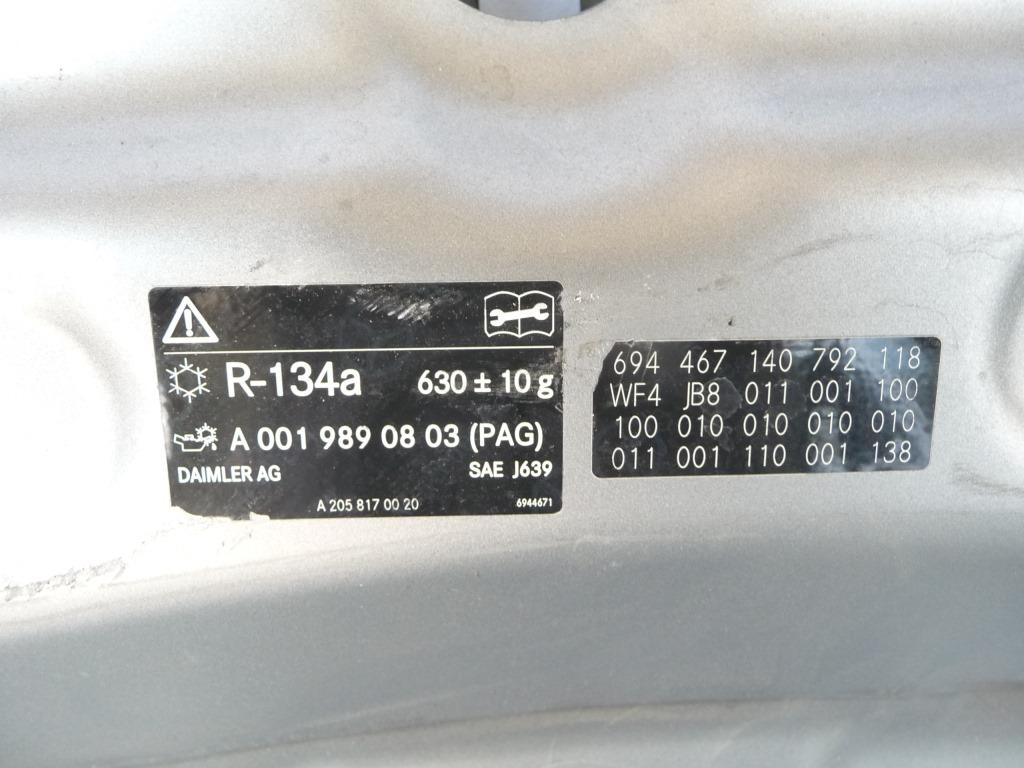 R-134a 630 ± 10 g
A 001 989 08 03 (PAG)
DAIMLER AG SAE J639
A 205 817 00 20 6944671
694 467 140 792 118
WF4 JB8 011 001 100
100 010 010 010 010
011 001 110 001 138